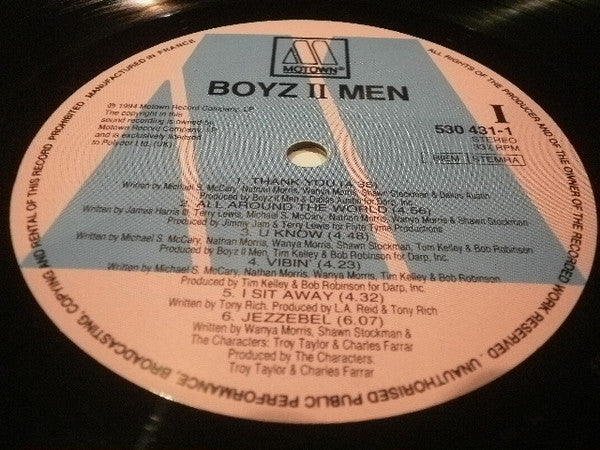 MANUFACTURED IN FRANCE
ALL RIGHTS OF THE PRODUCER AND OF THE OWNER OF THE RECORDED WORK RESERVED. UNAUTHORISED PUBLIC PERFORMANCE, BROADCASTING, COPYING AND RENTAL OF THIS RECORD PROHIBITED
M
MOTOWN®
BOYZ II MEN
℗ 1994 Motown Record Company, LP
The copyright in this
sound recording is owned by
Motown Record Company, LP
and is exclusively licensed
to Polydor Ltd. (UK)
I
530 431-1
STEREO
33⅓ RPM
BIEM STEMRA
1. THANK YOU (4.35)
Written by Michael S. McCary, Nathan Morris, Wanya Morris, Shawn Stockman & Dallas Austin
Produced by Boyz II Men & Dallas Austin for Darp, Inc.
2. ALL AROUND THE WORLD (4.56)
Written by James Harris III, Terry Lewis, Michael S. McCary, Nathan Morris, Wanya Morris & Shawn Stockman
Produced by Jimmy Jam & Terry Lewis for Flyte Tyme Productions
3. U KNOW (4.48)
Written by Michael S. McCary, Nathan Morris, Wanya Morris, Shawn Stockman, Tim Kelley & Bob Robinson
Produced by Boyz II Men, Tim Kelley & Bob Robinson for Darp, Inc.
4. VIBIN' (4.23)
Written by Michael S. McCary, Nathan Morris, Wanya Morris, Shawn Stockman, Tim Kelley & Bob Robinson
Produced by Tim Kelley & Bob Robinson for Darp, Inc.
5. I SIT AWAY (4.32)
Written by Tony Rich. Produced by L.A. Reid & Tony Rich
6. JEZZEBEL (6.07)
Written by Wanya Morris, Shawn Stockman &
The Characters: Troy Taylor & Charles Farrar
Produced by The Characters:
Troy Taylor & Charles Farrar